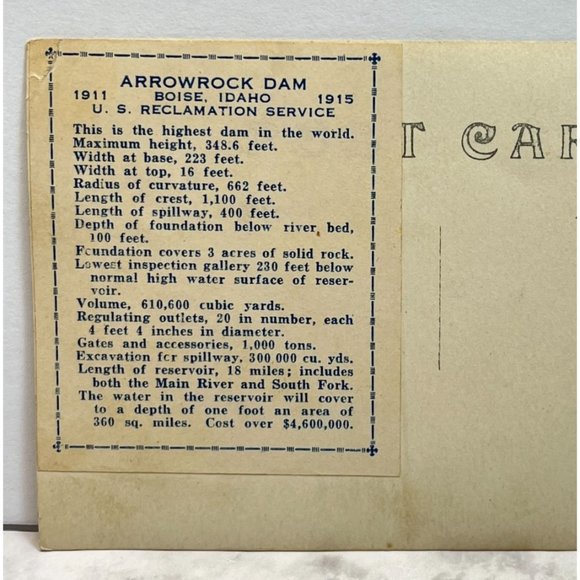 ARROWROCK DAM
1911 BOISE, IDAHO 1915
U. S. RECLAMATION SERVICE
This is the highest dam in the world.
Maximum height, 348.6 feet.
Width at base, 223 feet.
Width at top, 16 feet.
Radius of curvature, 662 feet.
Length of crest, 1,100 feet.
Length of spillway, 400 feet.
Depth of foundation below river bed,
100 feet.
Foundation covers 3 acres of solid rock.
Lowest inspection gallery 230 feet below
normal high water surface of reser-
voir.
Volume, 610,600 cubic yards.
Regulating outlets, 20 in number, each
4 feet 4 inches in diameter.
Gates and accessories, 1,000 tons.
Excavation for spillway, 300,000 cu. yds.
Length of reservoir, 18 miles; includes
both the Main River and South Fork.
The water in the reservoir will cover
to a depth of one foot an area of
360 sq. miles. Cost over $4,600,000.
T CAR